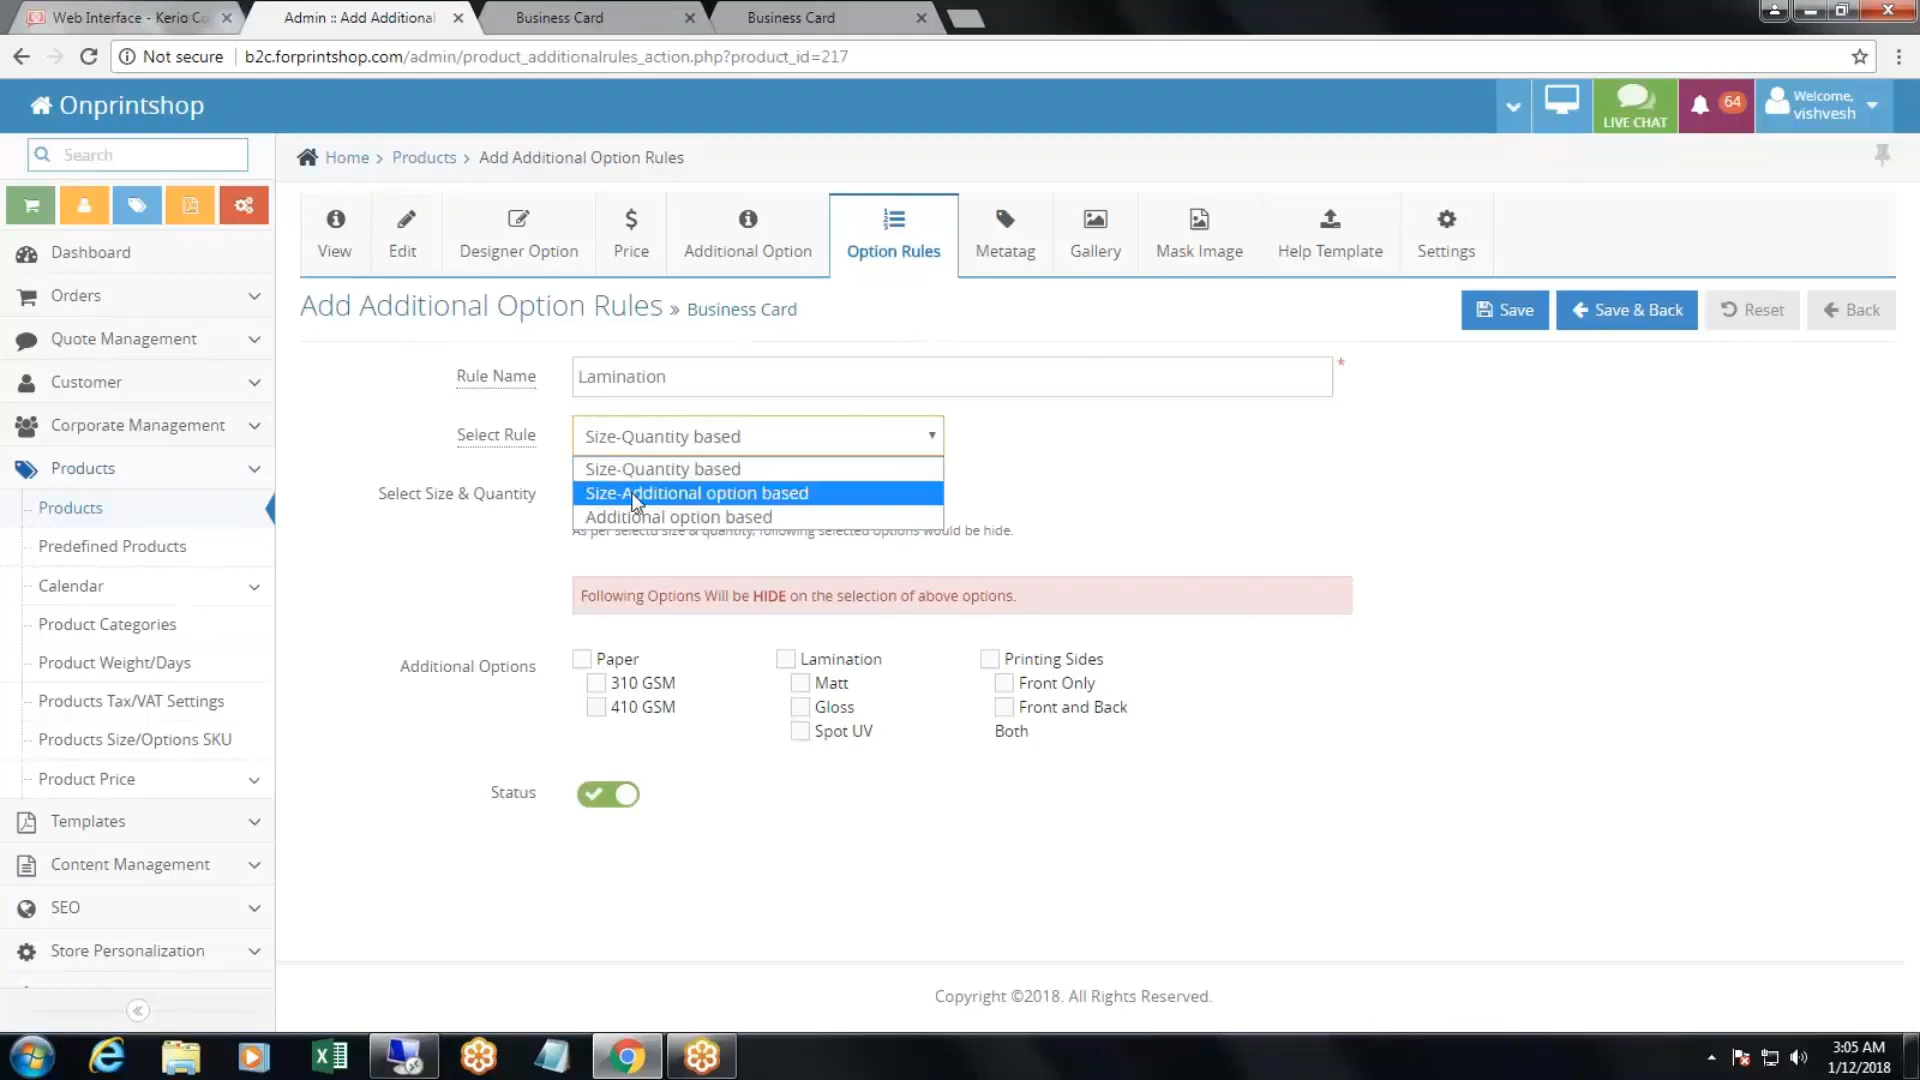 Web Interface - Kerio Co
Admin :: Add Additional
Business Card
Business Card
Not secure
b2c.forprintshop.com/admin/product_additionalrules_action.php?product_id=217
Onprintshop
LIVE CHAT
64
Welcome,
vishvesh
Search
Home > Products > Add Additional Option Rules
View
Edit
Designer Option
Price
Additional Option
Option Rules
Metatag
Gallery
Mask Image
Help Template
Settings
Dashboard
Orders
Quote Management
Customer
Corporate Management
Products
Products
Predefined Products
Calendar
Product Categories
Product Weight/Days
Products Tax/VAT Settings
Products Size/Options SKU
Product Price
Templates
Content Management
SEO
Store Personalization
Add Additional Option Rules » Business Card
Save
Save & Back
Reset
Back
Rule Name
Lamination
*
Select Rule
Size-Quantity based
Size-Quantity based
Size-Additional option based
Additional option based
Select Size & Quantity
As per selectd size & quantity, following selected options would be hide.
Following Options Will be HIDE on the selection of above options.
Additional Options
Paper
310 GSM
410 GSM
Lamination
Matt
Gloss
Spot UV
Printing Sides
Front Only
Front and Back
Both
Status
Copyright ©2018. All Rights Reserved.
3:05 AM
1/12/2018